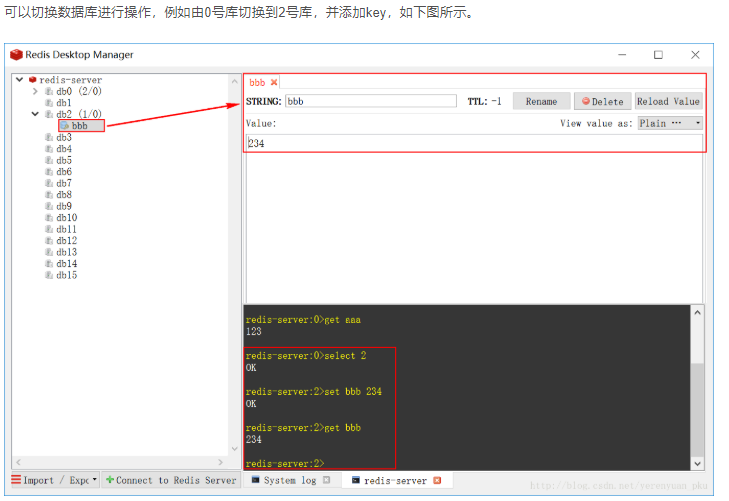 可以切换数据库进行操作，例如由0号库切换到2号库，并添加key，如下图所示。
Redis Desktop Manager
redis-server
db0 (2/0)
db1
db2 (1/0)
bbb
db3
db4
db5
db6
db7
db8
db9
db10
db11
db12
db13
db14
db15
Import / Expo
Connect to Redis Server
bbb
STRING: bbb TTL: -1 Rename Delete Reload Value
Value: View value as: Plain ···
234
redis-server:0>get aaa
123
redis-server:0>select 2
OK
redis-server:2>set bbb 234
OK
redis-server:2>get bbb
234
redis-server:2>
System log redis-server
http://blog.csdn.net/yerenyuan_pku